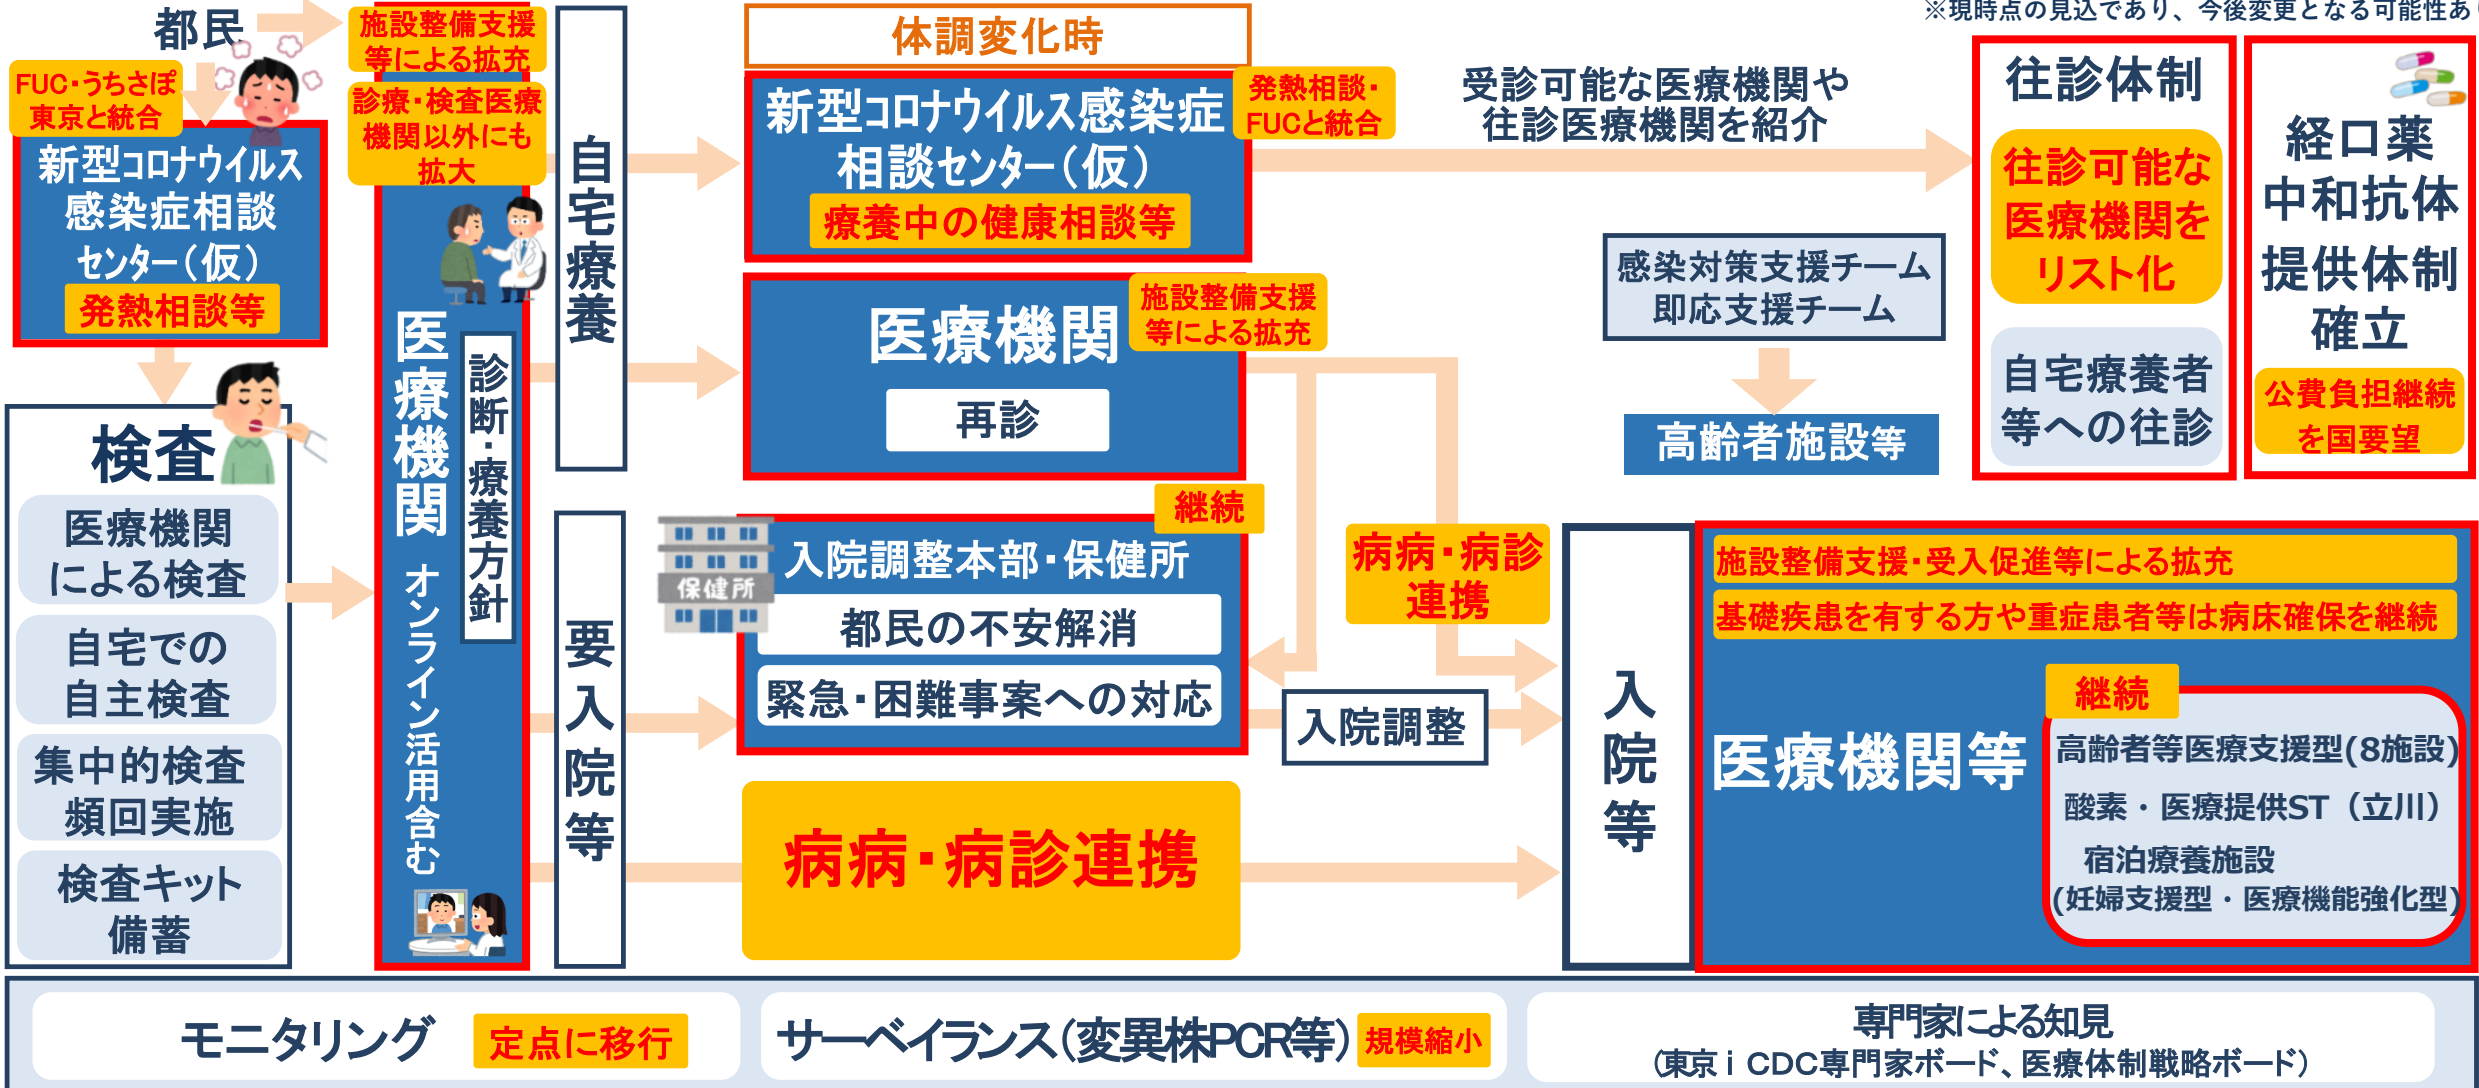 ※現時点の見込であり、今後変更となる可能性あり
都民
FUC・うちさぽ
東京と統合
新型コロナウイルス
感染症相談
センター（仮）
発熱相談等
検査
医療機関
による検査
自宅での
自主検査
集中的検査
頻回実施
検査キット
備蓄
施設整備支援
等による拡充
診療・検査医療
機関以外にも
拡大
医療機関
オンライン活用含む
診断・療養方針
自宅療養
要入院等
体調変化時
新型コロナウイルス感染症
相談センター（仮）
療養中の健康相談等
発熱相談・
FUCと統合
医療機関
再診
施設整備支援
等による拡充
継続
保健所
入院調整本部・保健所
都民の不安解消
緊急・困難事案への対応
病病・病診連携
受診可能な医療機関や
往診医療機関を紹介
感染対策支援チーム
即応支援チーム
高齢者施設等
病病・病診
連携
入院調整
往診体制
往診可能な
医療機関を
リスト化
自宅療養者
等への往診
経口薬
中和抗体
提供体制
確立
公費負担継続
を国要望
入院等
施設整備支援・受入促進等による拡充
基礎疾患を有する方や重症患者等は病床確保を継続
医療機関等
継続
高齢者等医療支援型(8施設)
酸素・医療提供ST（立川）
宿泊療養施設
(妊婦支援型・医療機能強化型)
モニタリング
定点に移行
サーベイランス（変異株PCR等）
規模縮小
専門家による知見
（東京ｉCDC専門家ボード、医療体制戦略ボード）